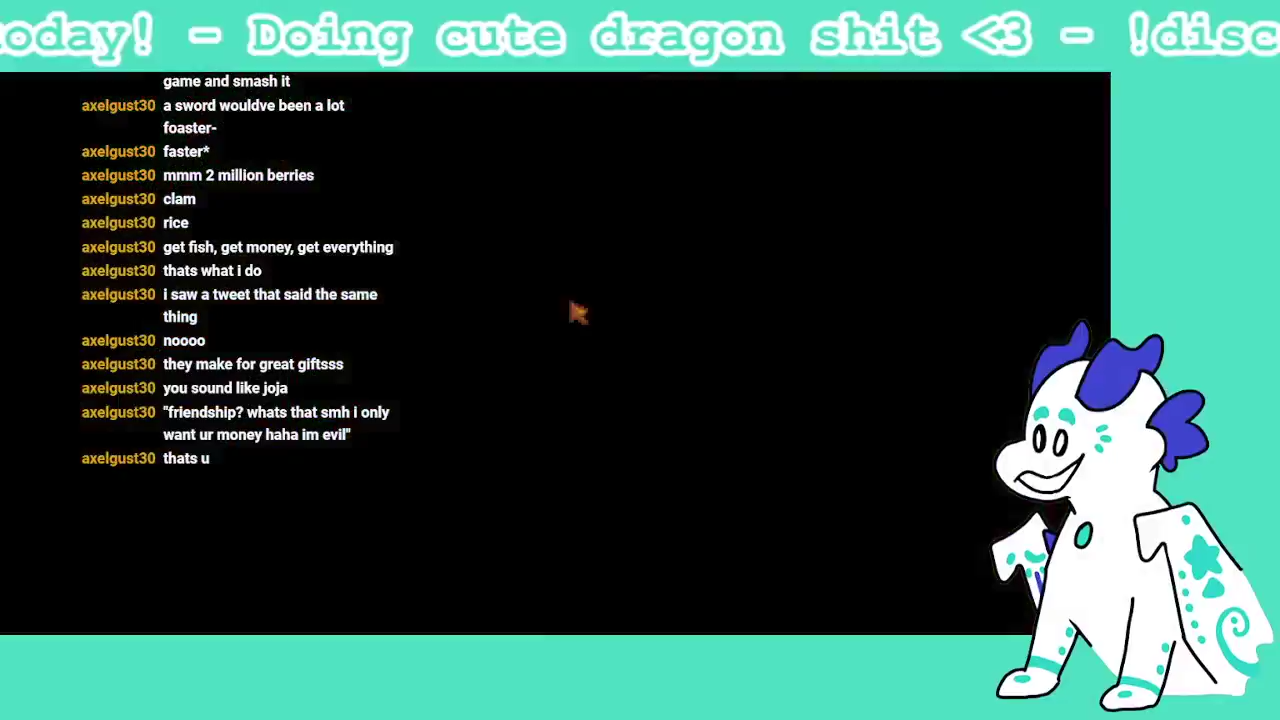 today! - Doing cute dragon shit <3 - !disc
game and smash it
axelgust30 a sword wouldve been a lot
foaster-
axelgust30 faster*
axelgust30 mmm 2 million berries
axelgust30 clam
axelgust30 rice
axelgust30 get fish, get money, get everything
axelgust30 thats what i do
axelgust30 i saw a tweet that said the same
thing
axelgust30 noooo
axelgust30 they make for great giftsss
axelgust30 you sound like joja
axelgust30 "friendship? whats that smh i only
want ur money haha im evil"
axelgust30 thats u